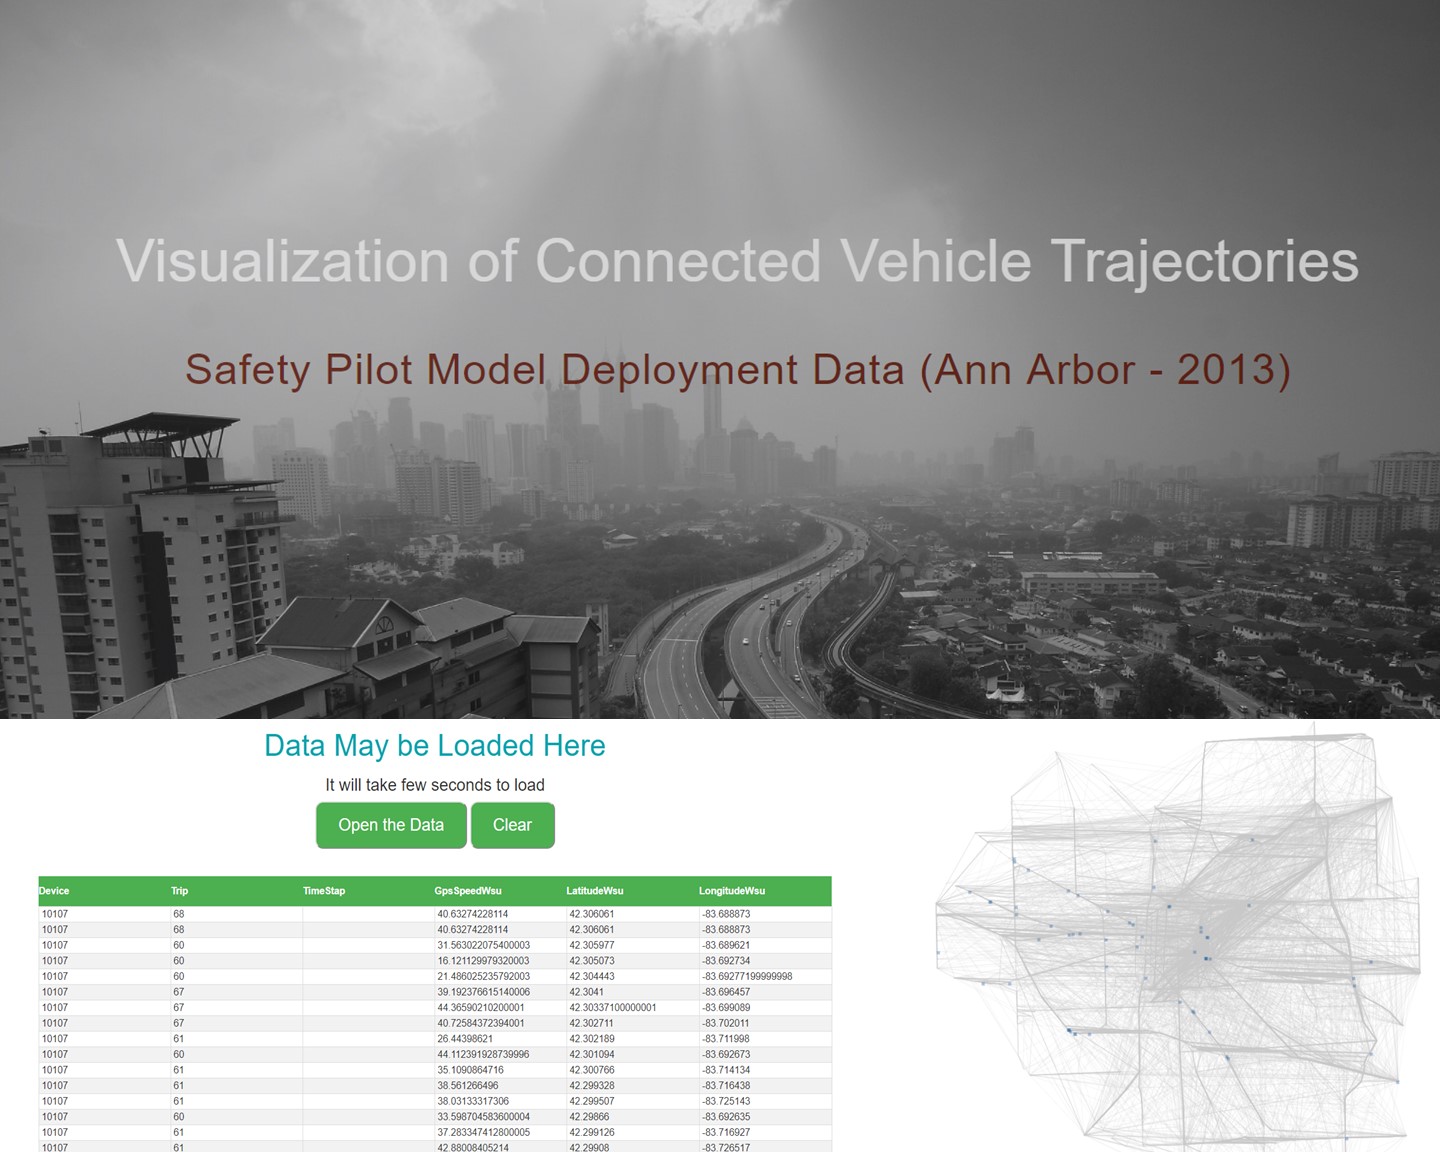 Visualization of Connected Vehicle Trajectories
Safety Pilot Model Deployment Data (Ann Arbor - 2013)
Data May be Loaded Here
It will take few seconds to load
Open the Data Clear
Device Trip TimeStap GpsSpeedWsu LatitudeWsu LongitudeWsu
10107 68 40.63274228114 42.306061 -83.688873
10107 68 40.63274228114 42.306061 -83.688873
10107 60 31.563022075400003 42.305977 -83.689621
10107 60 16.121129979320003 42.305073 -83.692734
10107 60 21.486025235792003 42.304443 -83.69277199999998
10107 67 39.192376615140006 42.3041 -83.696457
10107 67 44.36590210200001 42.30337100000001 -83.699089
10107 67 40.72584372394001 42.302711 -83.702011
10107 61 26.44398621 42.302189 -83.711998
10107 60 44.112391928739996 42.301094 -83.692673
10107 61 35.1090864716 42.300766 -83.714134
10107 61 38.561266496 42.299328 -83.716438
10107 61 38.03133317306 42.299507 -83.725143
10107 60 33.598704583600004 42.29866 -83.692635
10107 61 37.283347412800005 42.299126 -83.716927
10107 61 42.88008405214 42.29908 -83.726517